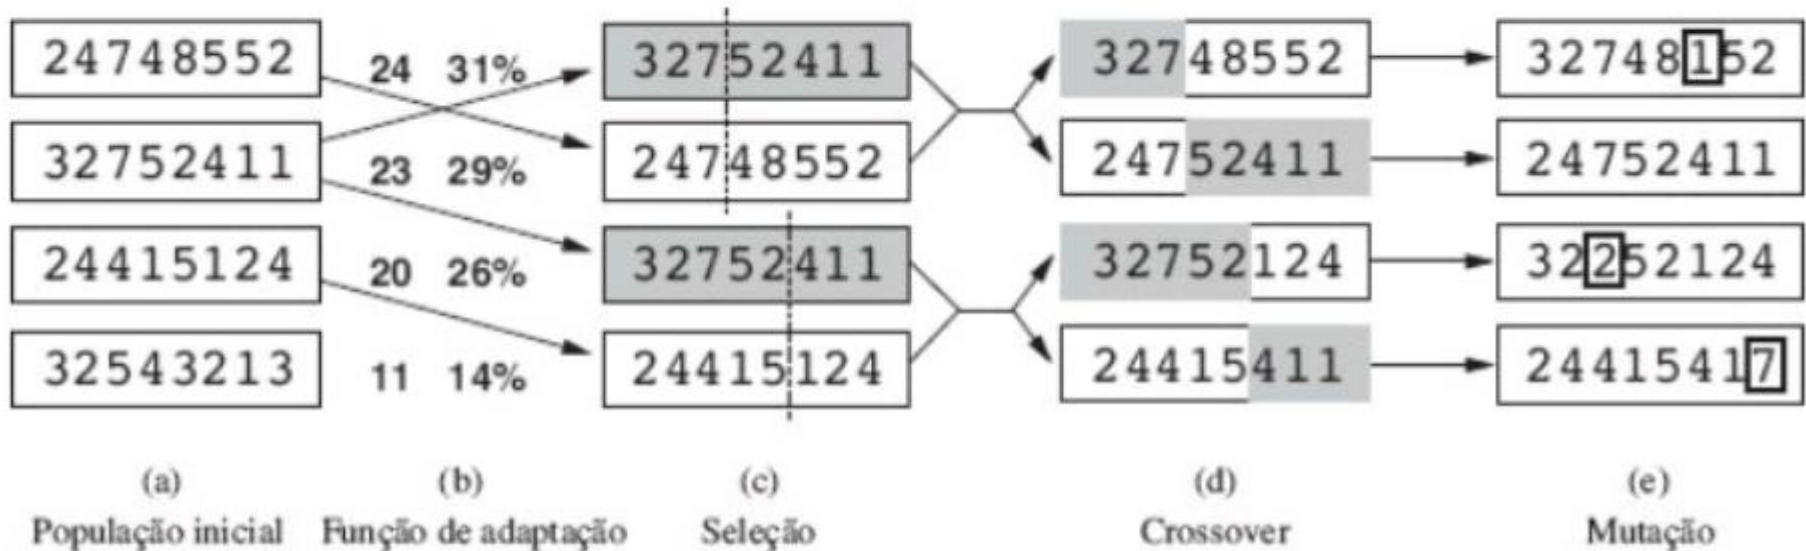 24748552 24 31% 32752411 32748552 32748152
32752411 23 29% 24748552 24752411 24752411
24415124 20 26% 32752411 32752124 32252124
32543213 11 14% 24415124 24415411 24415417
(a) (b) (c) (d) (e)
População inicial Função de adaptação Seleção Crossover Mutação